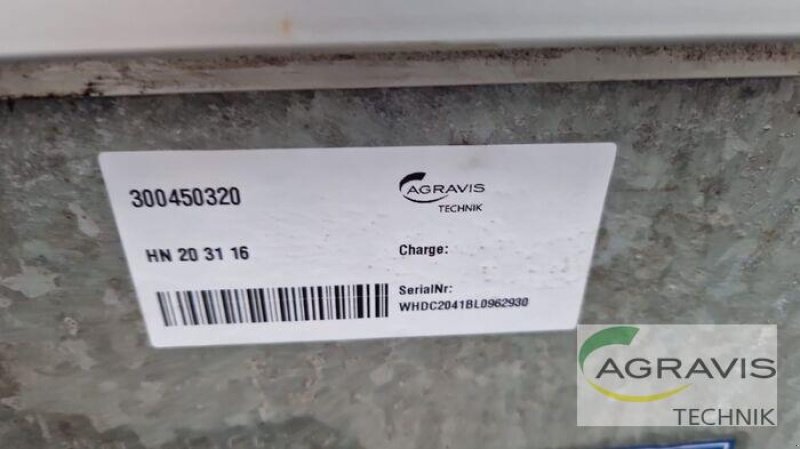 300450320
AGRAVIS
TECHNIK
HN 20 31 16
Charge:
SerialNr:
WHDC2041BL0962930
AGRAVIS
TECHNIK